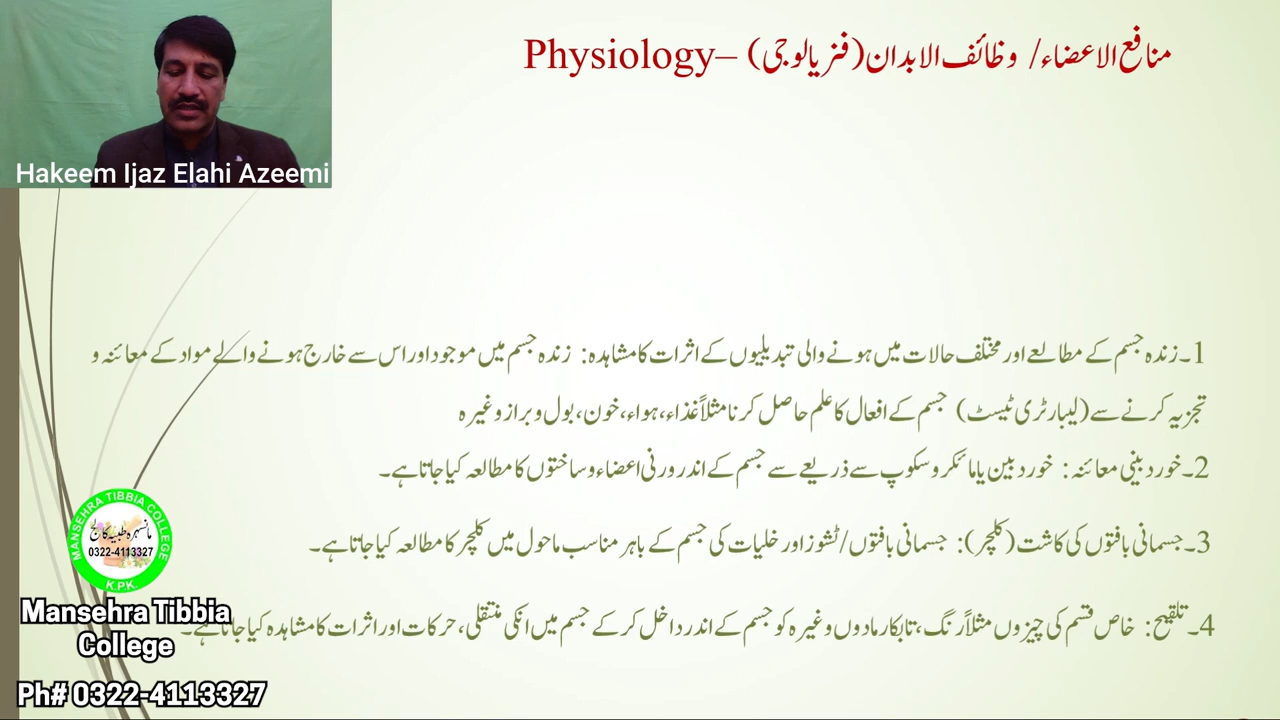 منافع الاعضاء/ وظائف الابدان (فزیالوجی) –Physiology
Hakeem Ijaz Elahi Azeemi
1۔زندہ جسم کے مطالعے اور مختلف حالات میں ہونے والی تبدیلیوں کے اثرات کا مشاہدہ: زندہ جسم میں موجود اور اس سے خارج ہونے والے مواد کے معائنہ و
تجزیہ کرنے سے (لیبارٹری ٹیسٹ) جسم کے افعال کا علم حاصل کرنا مثلاً غذاء، ہواء، خون، بول و براز وغیرہ
2۔خوردبینی معائنہ: خوردبین یا مائکروسکوپ سے ذریعے سے جسم کے اندرورنی اعضاء و ساختوں کا مطالعہ کیا جاتا ہے۔
3۔جسمانی بافتوں کی کاشت (کلچر): جسمانی بافتوں/ٹشوز اور خلیات کی جسم کے باہر مناسب ماحول میں کلچر کا مطالعہ کیا جاتا ہے۔
4۔تلقیح: خاص قسم کی چیزوں مثلاً رنگ، تابکار مادوں وغیرہ کو جسم کے اندر داخل کر کے جسم میں انکی منتقلی، حرکات اور اثرات کا مشاہدہ کیا جاتا ہے۔
MANSEHRA TIBBIA COLLEGE
مانسہرہ طبیہ کالج
0322-4113327
K.P.K.
Mansehra Tibbia
College
Ph# 0322-4113327